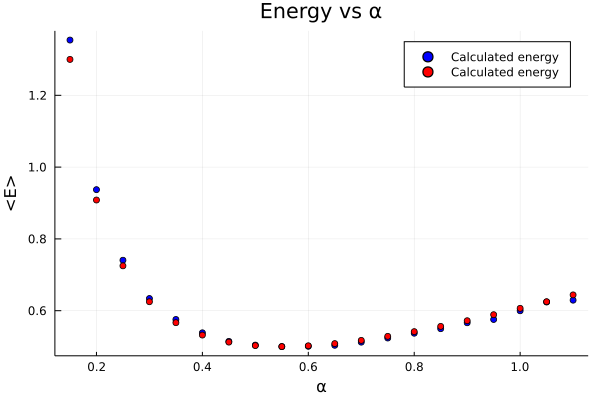 Energy vs α
Calculated energy
Calculated energy
1.2
1.0
0.8
0.6
<E>
0.2
0.4
0.6
0.8
1.0
α